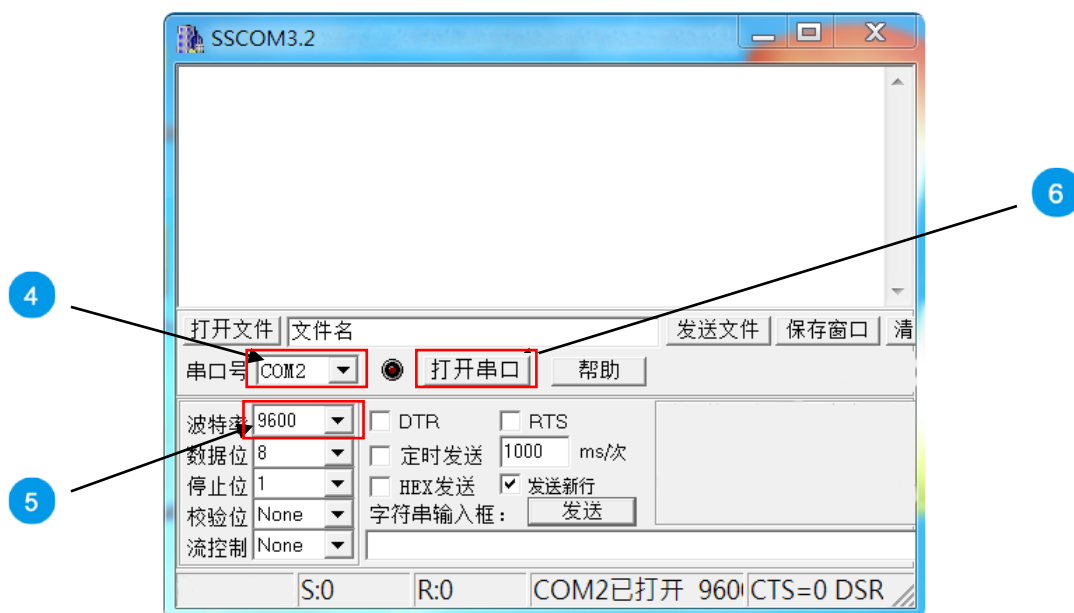 SSCOM3.2
6
4
打开文件 文件名 发送文件 保存窗口 清
串口号 COM2 打开串口 帮助
波特率 9600 DTR RTS
数据位 8 定时发送 1000 ms/次
5
停止位 1 HEX发送 发送新行
校验位 None 字符串输入框： 发送
流控制 None
S:0 R:0 COM2已打开 960 CTS=0 DSR